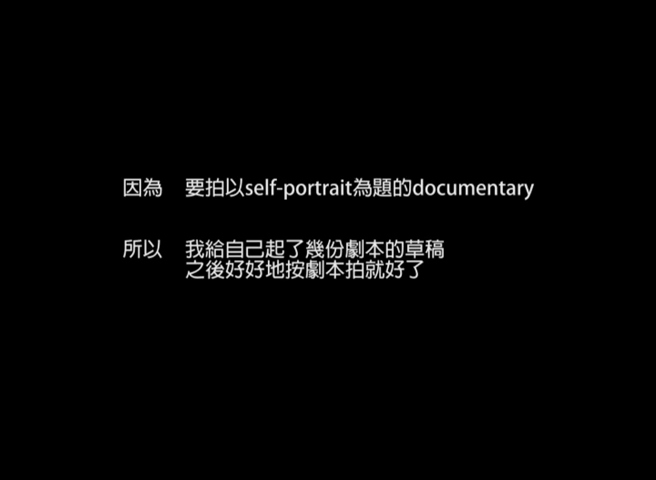 因為 要拍以self-portrait為題的documentary
所以 我給自己起了幾份劇本的草稿
之後好好地按劇本拍就好了